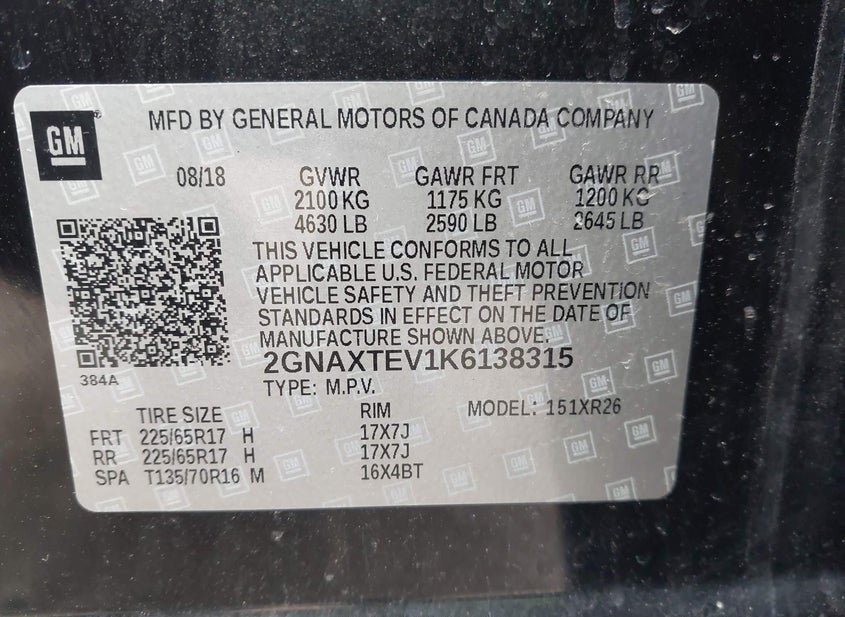 GM
MFD BY GENERAL MOTORS OF CANADA COMPANY
08/18 GVWR GAWR FRT GAWR RR
2100 KG 1175 KG 1200 KG
4630 LB 2590 LB 2645 LB
THIS VEHICLE CONFORMS TO ALL
APPLICABLE U.S. FEDERAL MOTOR
VEHICLE SAFETY AND THEFT PREVENTION
STANDARDS IN EFFECT ON THE DATE OF
MANUFACTURE SHOWN ABOVE.
2GNAXTEV1K6138315
384A
TYPE: M.P.V.
TIRE SIZE RIM MODEL: 151XR26
FRT 225/65R17 H 17X7J
RR 225/65R17 H 17X7J
SPA T135/70R16 M 16X4BT